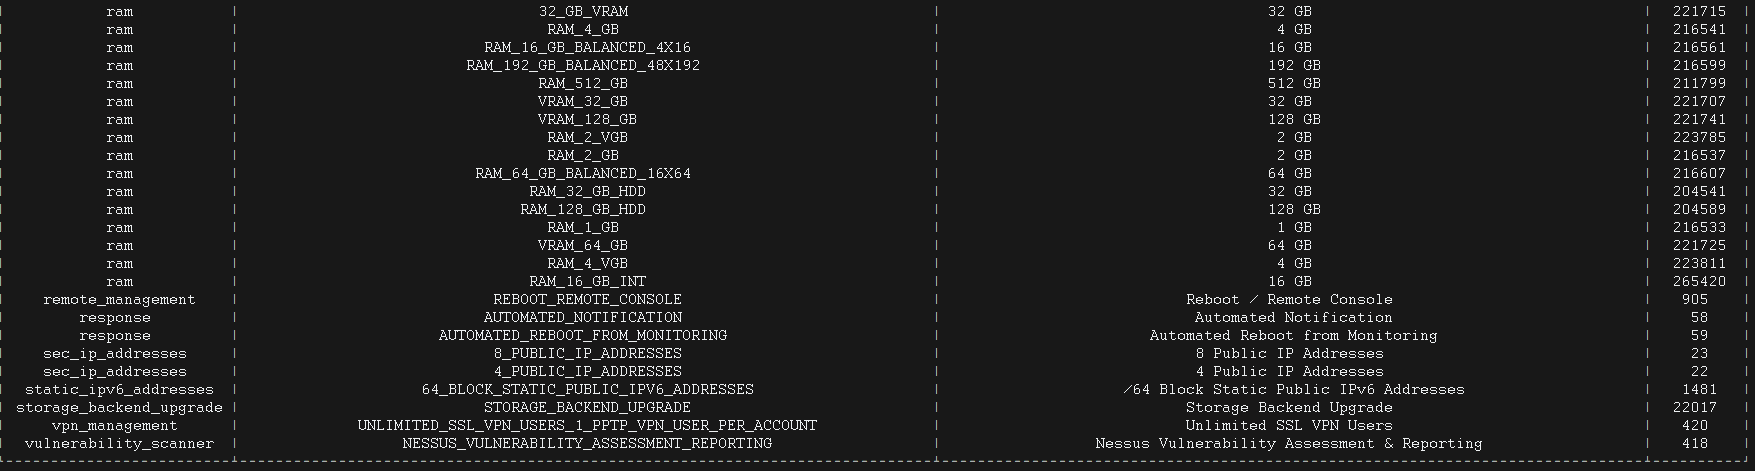 ram | 32_GB_VRAM | 32 GB | 221715
ram | RAM_4_GB | 4 GB | 216541
ram | RAM_16_GB_BALANCED_4X16 | 16 GB | 216561
ram | RAM_192_GB_BALANCED_48X192 | 192 GB | 216599
ram | RAM_512_GB | 512 GB | 211799
ram | VRAM_32_GB | 32 GB | 221707
ram | VRAM_128_GB | 128 GB | 221741
ram | RAM_2_VGB | 2 GB | 223785
ram | RAM_2_GB | 2 GB | 216537
ram | RAM_64_GB_BALANCED_16X64 | 64 GB | 216607
ram | RAM_32_GB_HDD | 32 GB | 204541
ram | RAM_128_GB_HDD | 128 GB | 204589
ram | RAM_1_GB | 1 GB | 216533
ram | VRAM_64_GB | 64 GB | 221725
ram | RAM_4_VGB | 4 GB | 223811
ram | RAM_16_GB_INT | 16 GB | 265420
remote_management | REBOOT_REMOTE_CONSOLE | Reboot / Remote Console | 905
response | AUTOMATED_NOTIFICATION | Automated Notification | 58
response | AUTOMATED_REBOOT_FROM_MONITORING | Automated Reboot from Monitoring | 59
sec_ip_addresses | 8_PUBLIC_IP_ADDRESSES | 8 Public IP Addresses | 23
sec_ip_addresses | 4_PUBLIC_IP_ADDRESSES | 4 Public IP Addresses | 22
static_ipv6_addresses | 64_BLOCK_STATIC_PUBLIC_IPV6_ADDRESSES | /64 Block Static Public IPv6 Addresses | 1481
storage_backend_upgrade | STORAGE_BACKEND_UPGRADE | Storage Backend Upgrade | 22017
vpn_management | UNLIMITED_SSL_VPN_USERS_1_PPTP_VPN_USER_PER_ACCOUNT | Unlimited SSL VPN Users | 420
vulnerability_scanner | NESSUS_VULNERABILITY_ASSESSMENT_REPORTING | Nessus Vulnerability Assessment & Reporting | 418